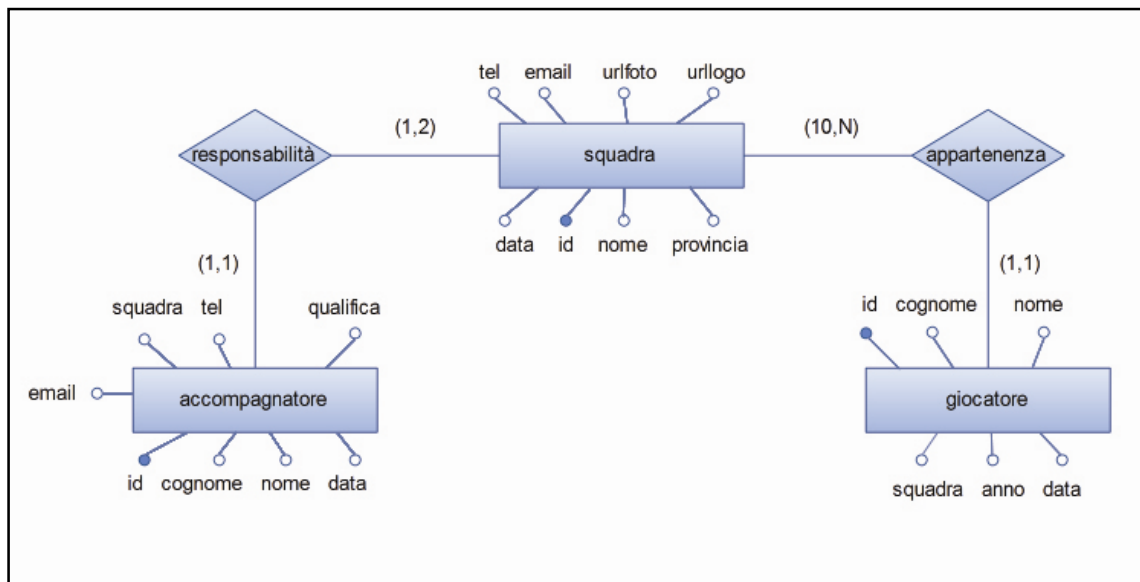 tel email urlfoto urllogo
responsabilità (1,2) squadra (10,N) appartenenza
data id nome provincia
(1,1) (1,1)
squadra tel qualifica id cognome nome
email accompagnatore giocatore
id cognome nome data squadra anno data